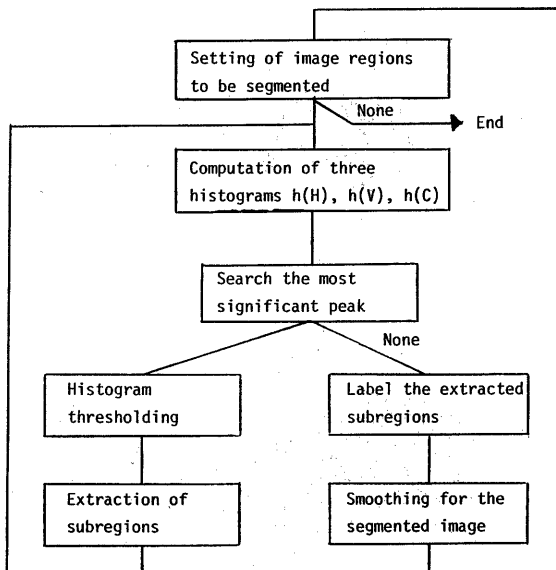 Setting of image regions
to be segmented
None
End
Computation of three
histograms h(H), h(V), h(C)
Search the most
significant peak
None
Histogram
thresholding
Label the extracted
subregions
Extraction of
subregions
Smoothing for the
segmented image